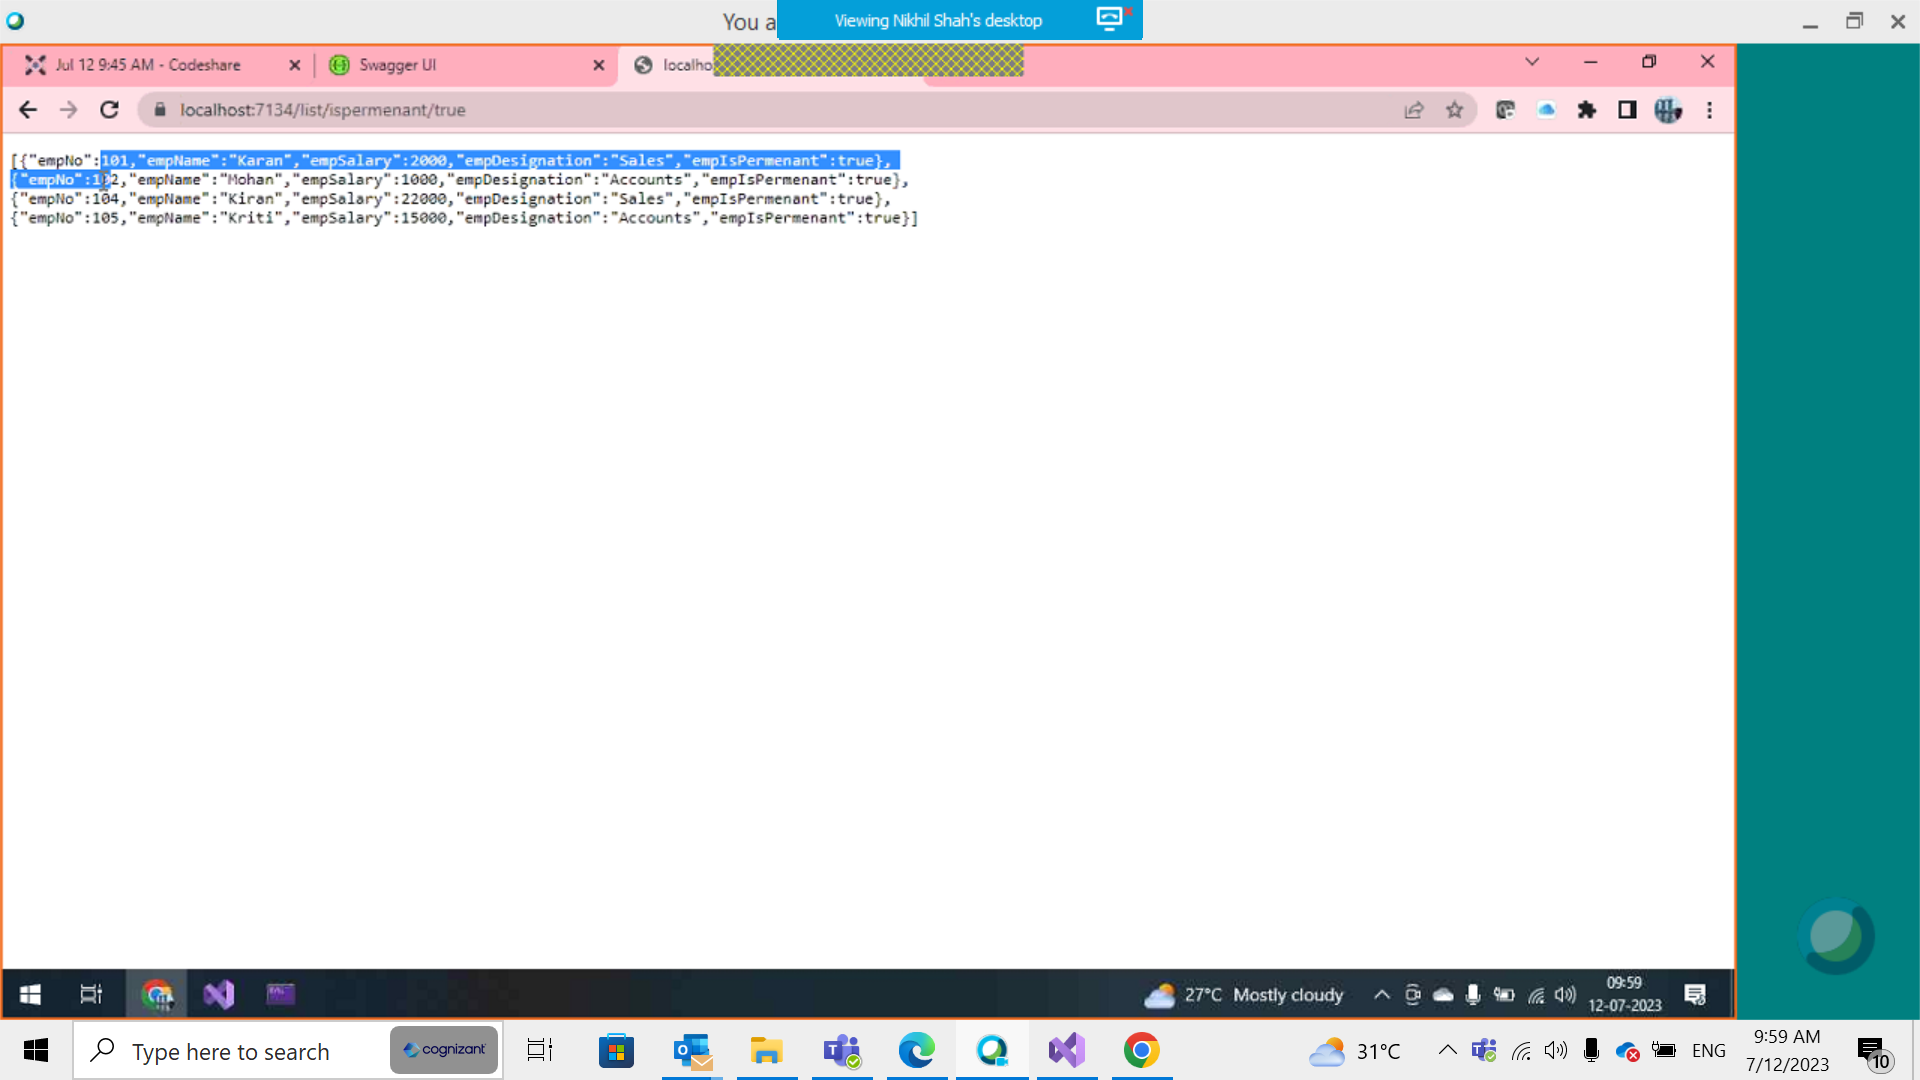 You a
Viewing Nikhil Shah's desktop
Jul 12 9:45 AM - Codeshare
Swagger UI
localho
localhost:7134/list/ispermenant/true
[{"empNo":101,"empName":"Karan","empSalary":2000,"empDesignation":"Sales","empIsPermenant":true},
{"empNo":102,"empName":"Mohan","empSalary":1000,"empDesignation":"Accounts","empIsPermenant":true},
{"empNo":104,"empName":"Kiran","empSalary":22000,"empDesignation":"Sales","empIsPermenant":true},
{"empNo":105,"empName":"Kriti","empSalary":15000,"empDesignation":"Accounts","empIsPermenant":true}]
27°C Mostly cloudy
09:59
12-07-2023
Type here to search
cognizant
31°C
ENG
9:59 AM
7/12/2023
10